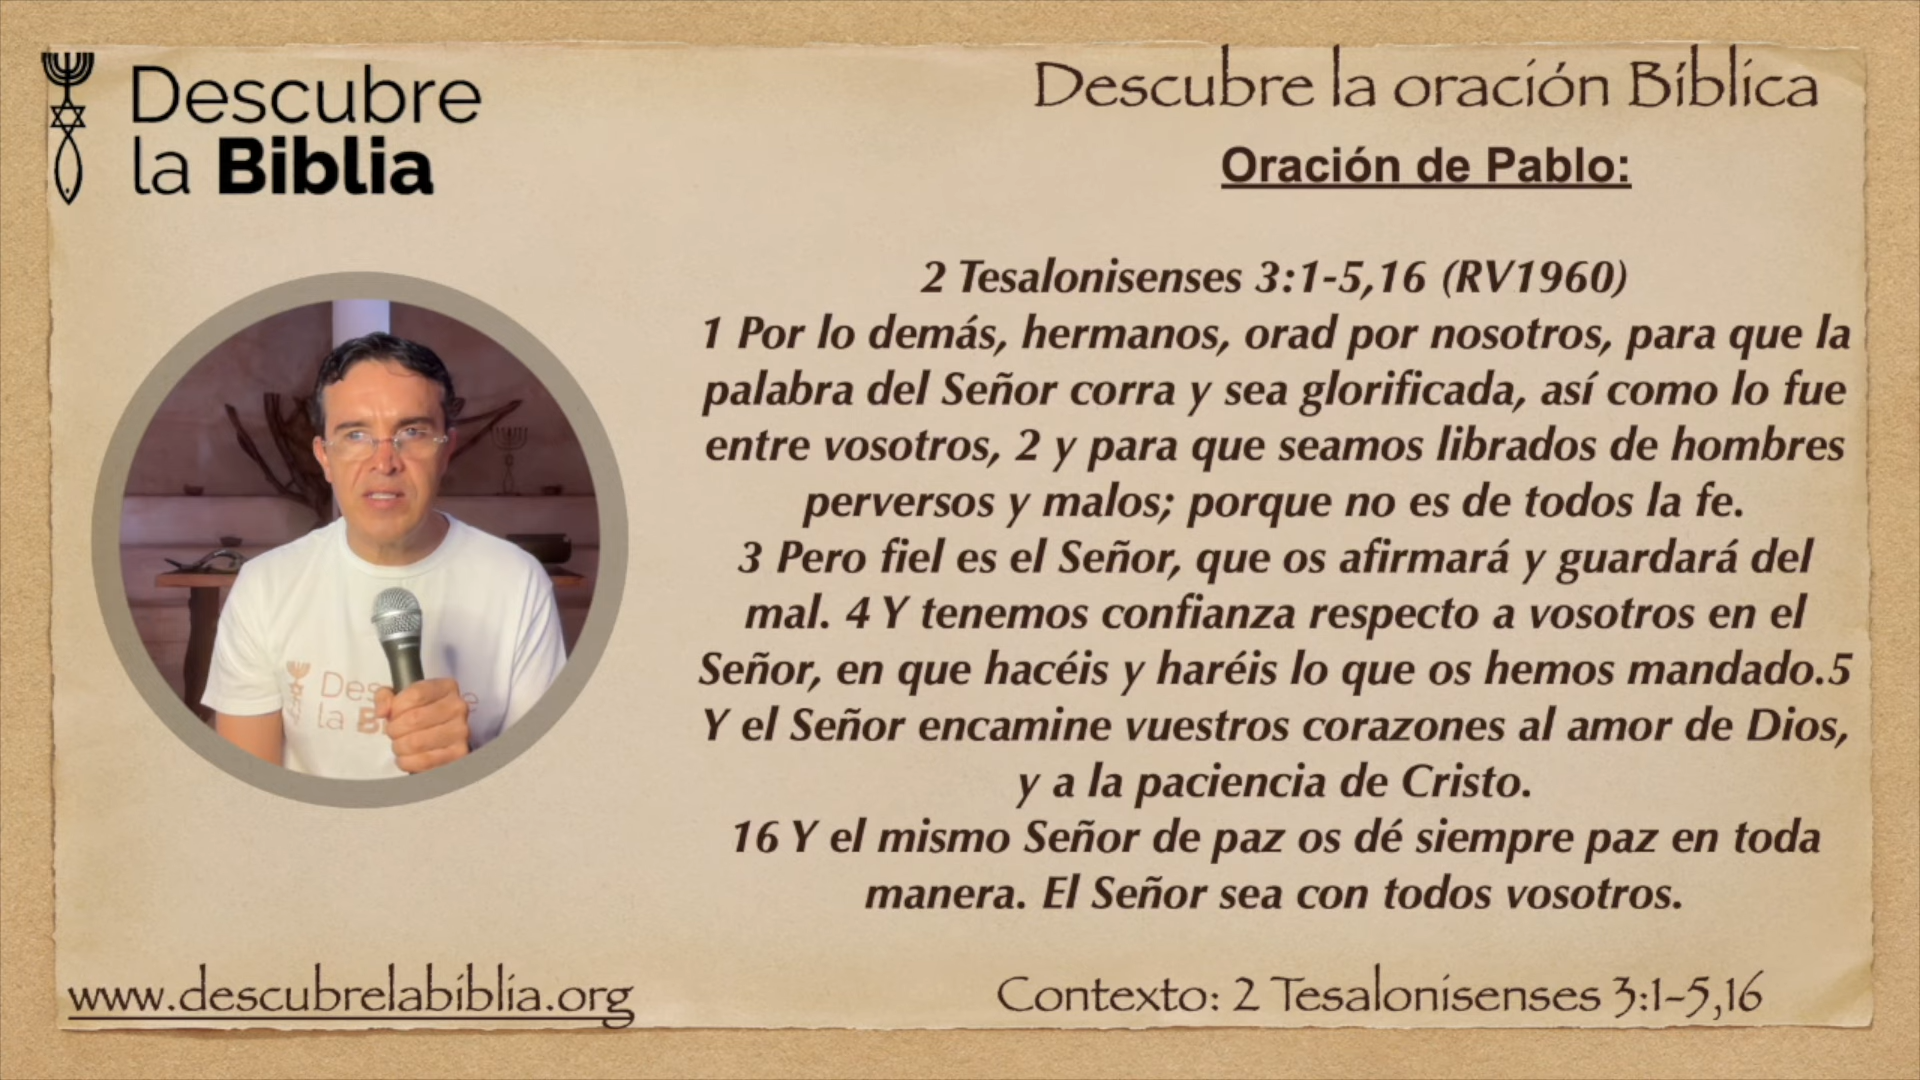 Descubre
la Biblia
Descubre la oración Bíblica
Oración de Pablo:
2 Tesalonisenses 3:1-5,16 (RV1960)
1 Por lo demás, hermanos, orad por nosotros, para que la
palabra del Señor corra y sea glorificada, así como lo fue
entre vosotros, 2 y para que seamos librados de hombres
perversos y malos; porque no es de todos la fe.
3 Pero fiel es el Señor, que os afirmará y guardará del
mal. 4 Y tenemos confianza respecto a vosotros en el
Señor, en que hacéis y haréis lo que os hemos mandado.5
Y el Señor encamine vuestros corazones al amor de Dios,
y a la paciencia de Cristo.
16 Y el mismo Señor de paz os dé siempre paz en toda
manera. El Señor sea con todos vosotros.
www.descubrelabiblia.org
Contexto: 2 Tesalonisenses 3:1-5,16